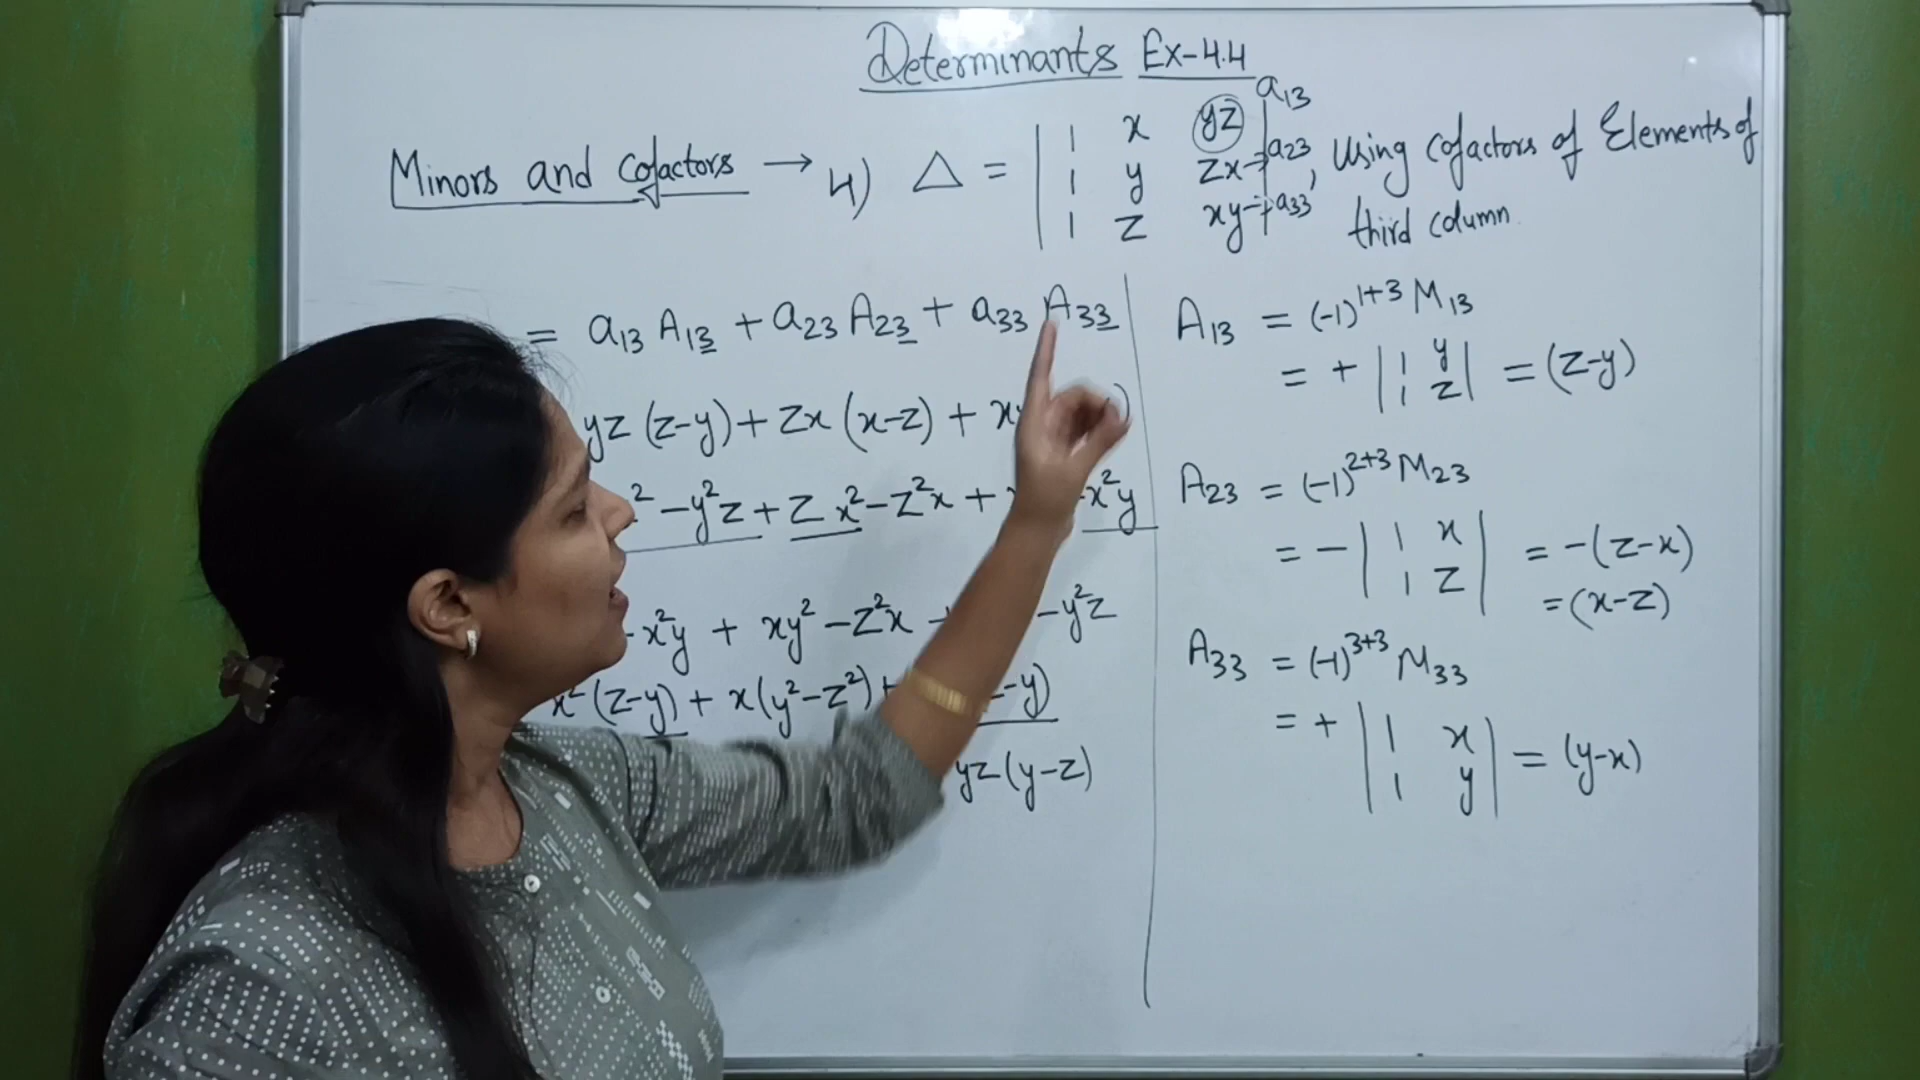 Determinants Ex-4.4
Minors and Cofactors → 4) △ = | 1 x yz | a13
1 y zx → a23, Using Cofactors of Elements of
1 z xy → a33, third column
= a13 A13 + a23 A23 + a33 A33
yz (z-y) + zx (x-z) + xy
² - y²z + zx² - z²x + - x²y
- x²y + xy² - z²x + - y²z
x² (z-y) + x(y² - z²) + - y)
yz (y-z)
A13 = (-1)^1+3 M13
= + | 1 y | = (z-y)
1 z
A23 = (-1)^2+3 M23
= - | 1 x | = -(z-x)
1 z = (x-z)
A33 = (-1)^3+3 M33
= + | 1 x | = (y-x)
1 y